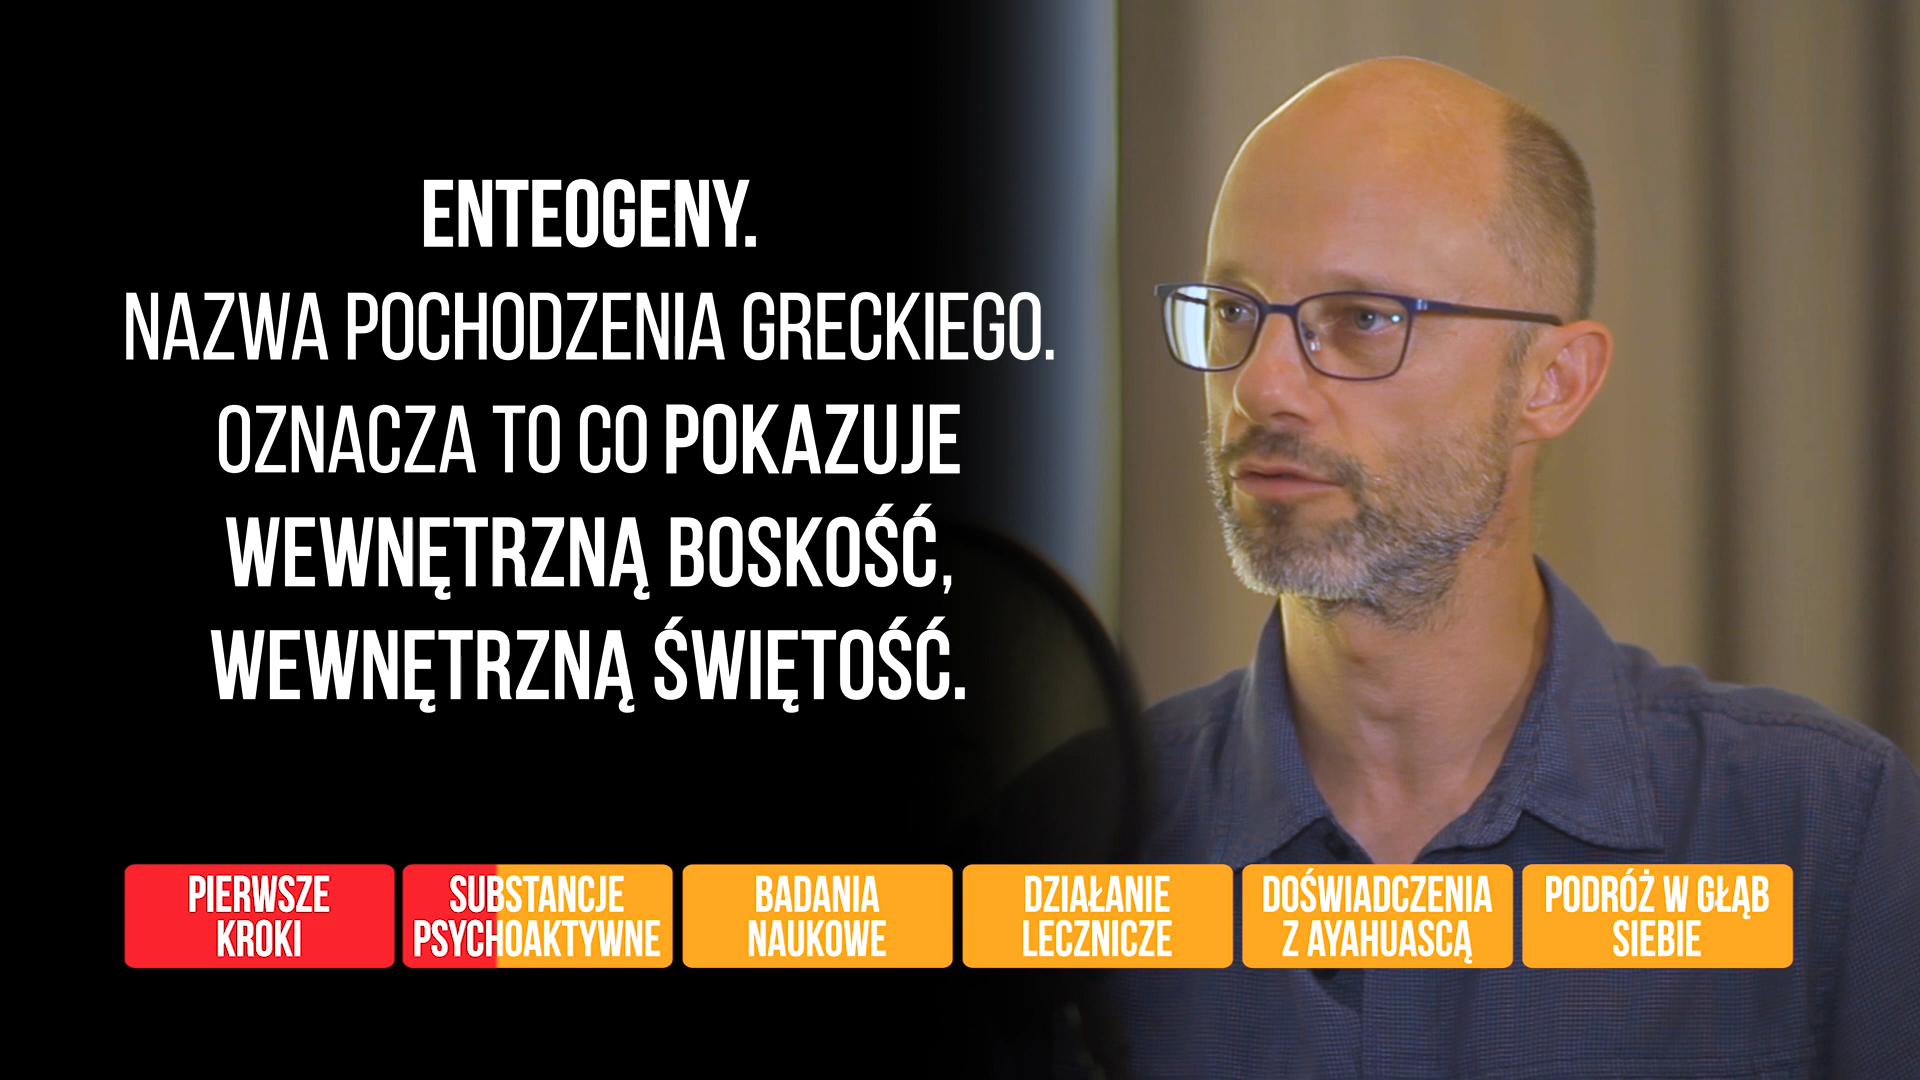 ENTEOGENY.
NAZWA POCHODZENIA GRECKIEGO.
OZNACZA TO CO POKAZUJE
WEWNĘTRZNĄ BOSKOŚĆ,
WEWNĘTRZNĄ ŚWIĘTOŚĆ.
PIERWSZE
KROKI
SUBSTANCJE
PSYCHOAKTYWNE
BADANIA
NAUKOWE
DZIAŁANIE
LECZNICZE
DOŚWIADCZENIA
Z AYAHUASCĄ
PODRÓŻ W GŁĄB
SIEBIE